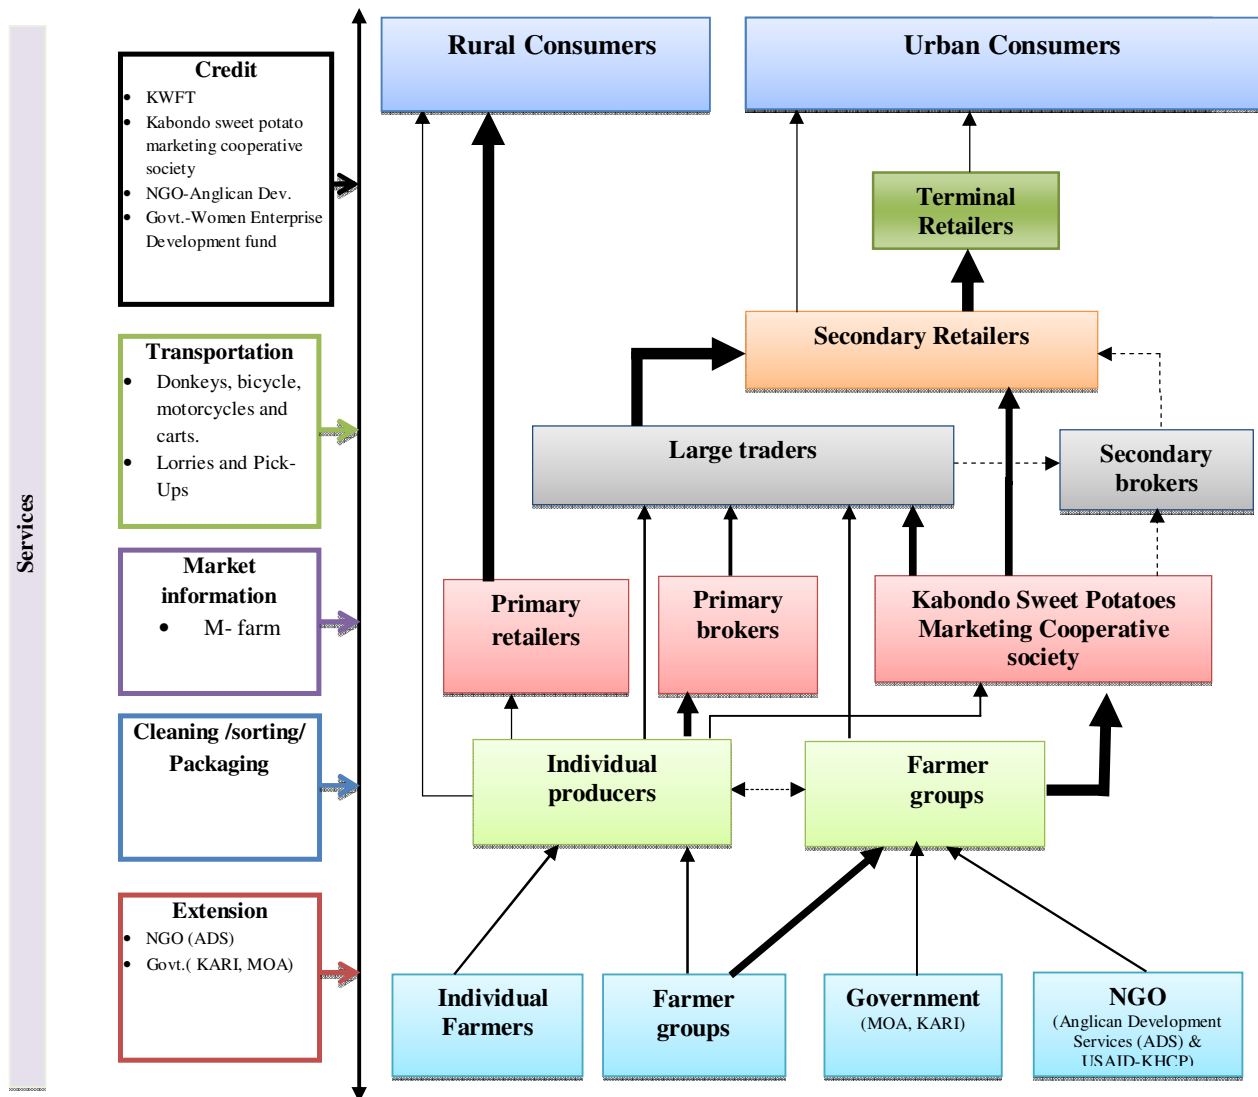 Services
Credit
• KWFT
• Kabondo sweet potato
marketing cooperative
society
• NGO-Anglican Dev.
• Govt.-Women Enterprise
Development fund
Transportation
• Donkeys, bicycle,
motorcycles and
carts.
• Lorries and Pick-
Ups
Market
information
• M- farm
Cleaning /sorting/
Packaging
Extension
• NGO (ADS)
• Govt.( KARI, MOA)
Rural Consumers
Urban Consumers
Terminal
Retailers
Secondary Retailers
Large traders
Secondary
brokers
Primary
retailers
Primary
brokers
Kabondo Sweet Potatoes
Marketing Cooperative
society
Individual
producers
Farmer
groups
Individual
Farmers
Farmer
groups
Government
(MOA, KARI)
NGO
(Anglican Development
Services (ADS) &
USAID-KHCP)